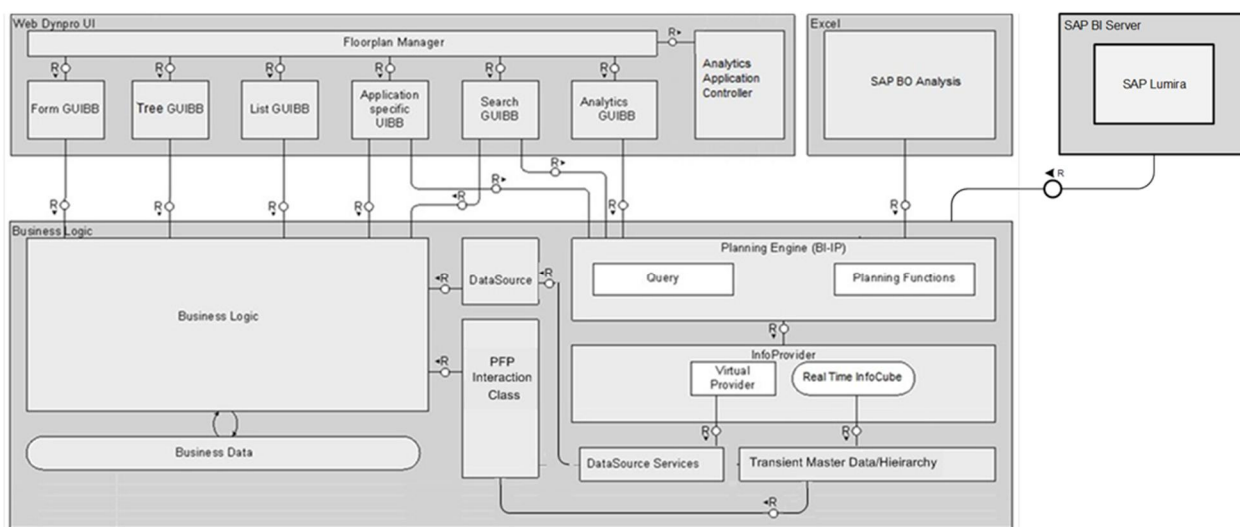 Web Dynpro UI
Floorplan Manager
R
Analytics
Application
Controller
R
R
R
R
R
R
Form GUIBB
Tree GUIBB
List GUIBB
Application
specific
UIBB
Search
GUIBB
Analytics
GUIBB
Excel
SAP BO Analysis
SAP BI Server
SAP Lumira
R
R
R
R
R
R
R
R
R
R
R
Business Logic
Business Logic
Business Data
DataSource
R
R
PFP
Interaction
Class
R
Planning Engine (BI-IP)
Query
Planning Functions
R
InfoProvider
Virtual
Provider
Real Time InfoCube
R
R
DataSource Services
Transient Master Data/Hieirarchy
R